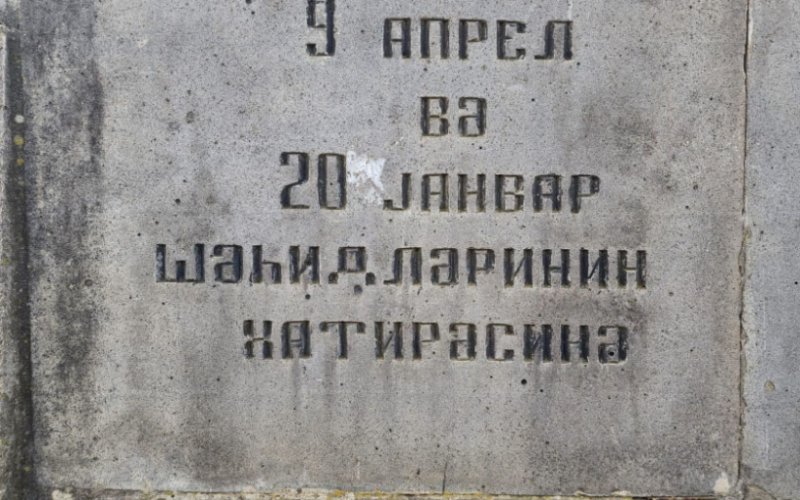 9 АПРЕЛ
ВӘ
20 ЈАНВАР
ШӘҺИДЛӘРИНИН
ХАТИРӘСИНӘ